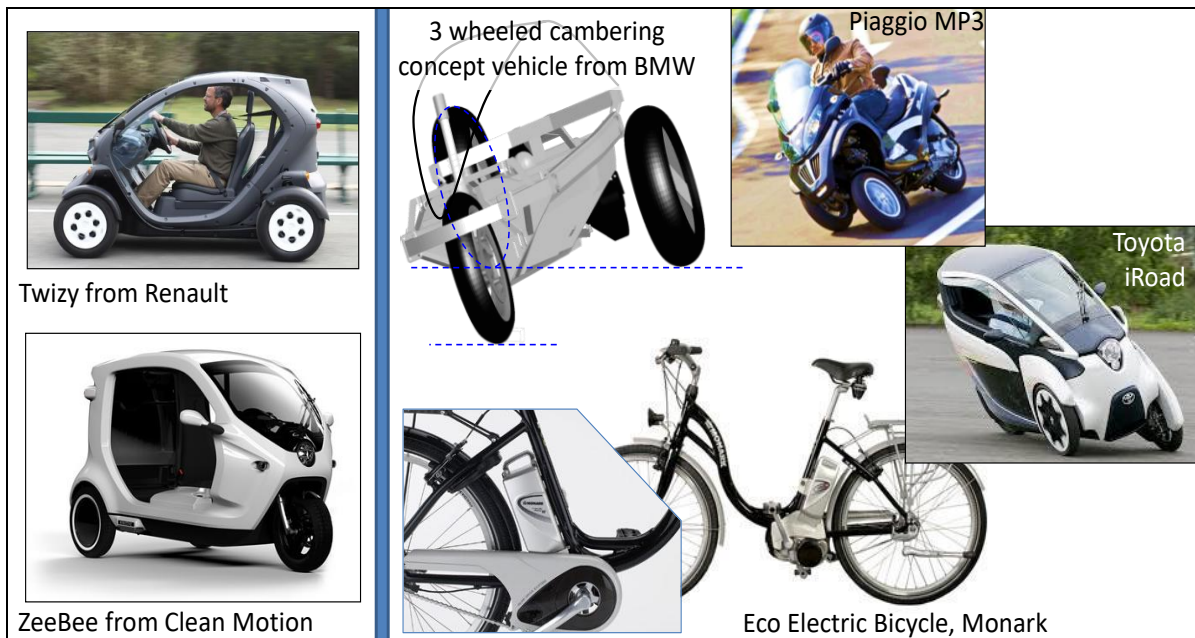 Twizy from Renault
ZeeBee from Clean Motion
3 wheeled cambering
concept vehicle from BMW
Piaggio MP3
Toyota
iRoad
MONARK
Eco Electric Bicycle, Monark